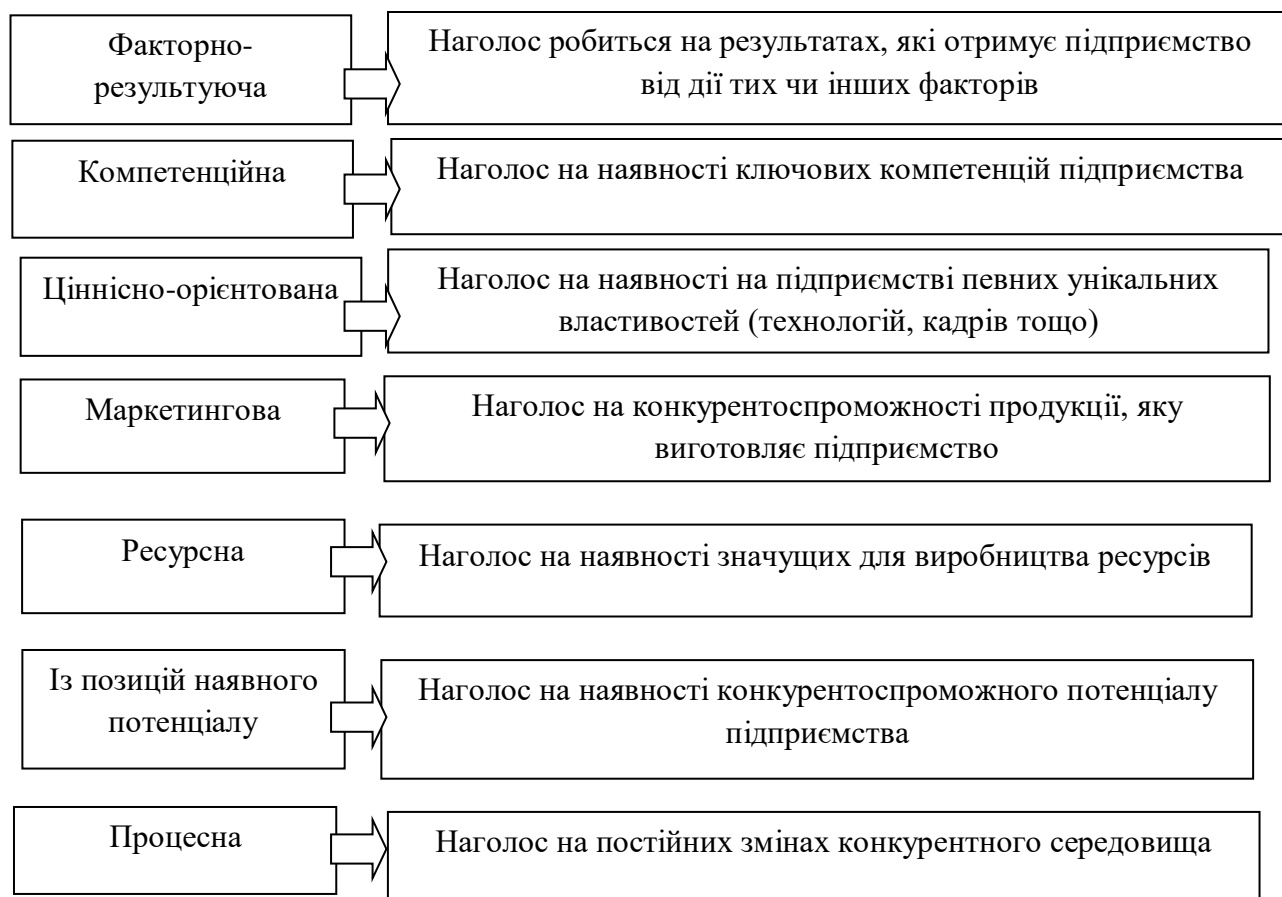 Факторно-
результуюча
Наголос робиться на результатах, які отримує підприємство
від дії тих чи інших факторів
Компетенційна
Наголос на наявності ключових компетенцій підприємства
Ціннісно-орієнтована
Наголос на наявності на підприємстві певних унікальних
властивостей (технологій, кадрів тощо)
Маркетингова
Наголос на конкурентоспроможності продукції, яку
виготовляє підприємство
Ресурсна
Наголос на наявності значущих для виробництва ресурсів
Із позицій наявного
потенціалу
Наголос на наявності конкурентоспроможного потенціалу
підприємства
Процесна
Наголос на постійних змінах конкурентного середовища